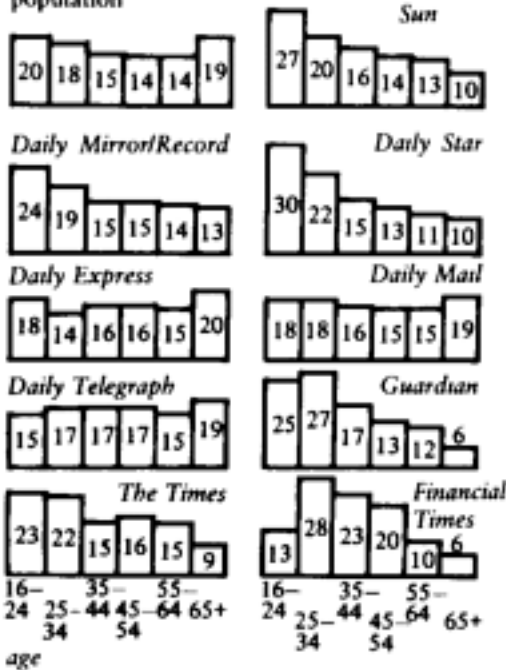 population
Sun
20 18 15 14 14 19
27 20 16 14 13 10
Daily Mirror/Record
Daily Star
24 19 15 15 14 13
30 22 15 13 11 10
Daily Express
Daily Mail
18 14 16 16 15 20
18 18 16 15 15 19
Daily Telegraph
Guardian
15 17 17 17 15 19
25 27 17 13 12 6
The Times
Financial
Times
23 22 15 16 15 9
13 28 23 20 10 6
16– 35– 55–
24 25– 44 45– 64 65+
34 54
16– 35– 55–
24 25– 44 45– 64 65+
34 54
age